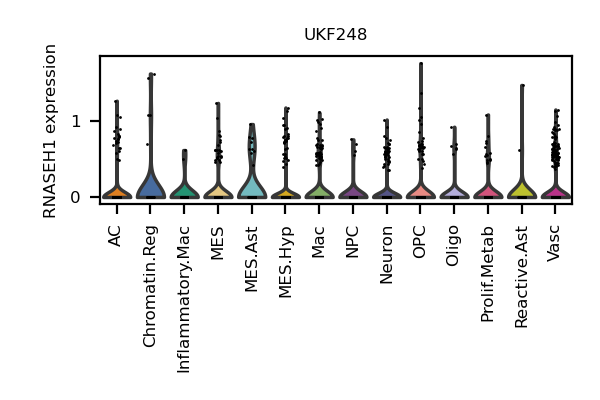 UKF248
RNASEH1 expression
1
0
AC
Chromatin.Reg
Inflammatory.Mac
MES
MES.Ast
MES.Hyp
Mac
NPC
Neuron
OPC
Oligo
Prolif.Metab
Reactive.Ast
Vasc